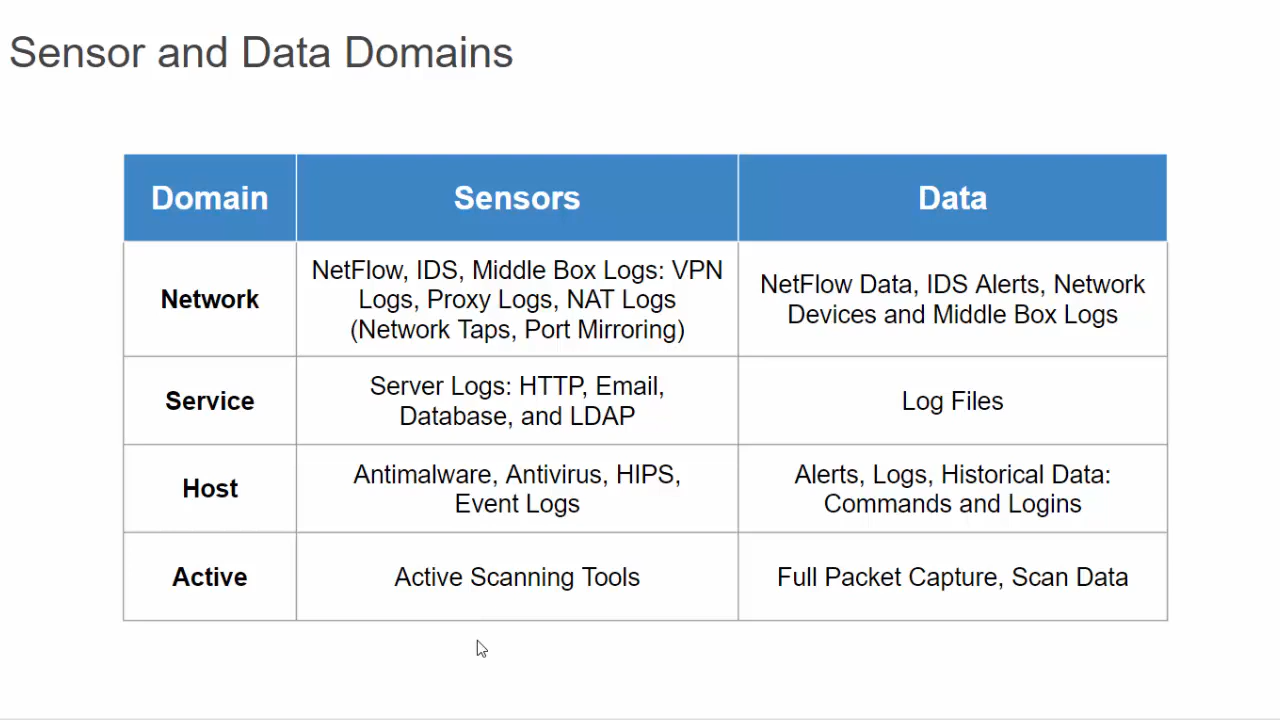 Sensor and Data Domains
Domain
Sensors
Data
Network
NetFlow, IDS, Middle Box Logs: VPN
Logs, Proxy Logs, NAT Logs
(Network Taps, Port Mirroring)
NetFlow Data, IDS Alerts, Network
Devices and Middle Box Logs
Service
Server Logs: HTTP, Email,
Database, and LDAP
Log Files
Host
Antimalware, Antivirus, HIPS,
Event Logs
Alerts, Logs, Historical Data:
Commands and Logins
Active
Active Scanning Tools
Full Packet Capture, Scan Data